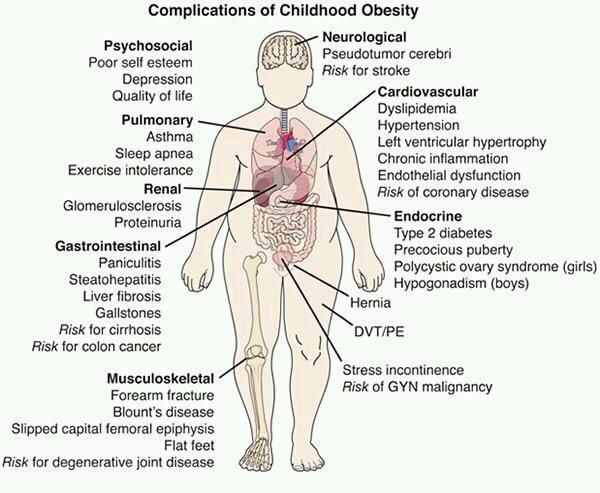 Complications of Childhood Obesity
Psychosocial
Poor self esteem
Depression
Quality of life
Neurological
Pseudotumor cerebri
Risk for stroke
Pulmonary
Asthma
Sleep apnea
Exercise intolerance
Cardiovascular
Dyslipidemia
Hypertension
Left ventricular hypertrophy
Chronic inflammation
Endothelial dysfunction
Risk of coronary disease
Renal
Glomerulosclerosis
Proteinuria
Endocrine
Type 2 diabetes
Precocious puberty
Polycystic ovary syndrome (girls)
Hypogonadism (boys)
Gastrointestinal
Paniculitis
Steatohepatitis
Liver fibrosis
Gallstones
Risk for cirrhosis
Risk for colon cancer
Hernia
DVT/PE
Stress incontinence
Risk of GYN malignancy
Musculoskeletal
Forearm fracture
Blount's disease
Slipped capital femoral epiphysis
Flat feet
Risk for degenerative joint disease